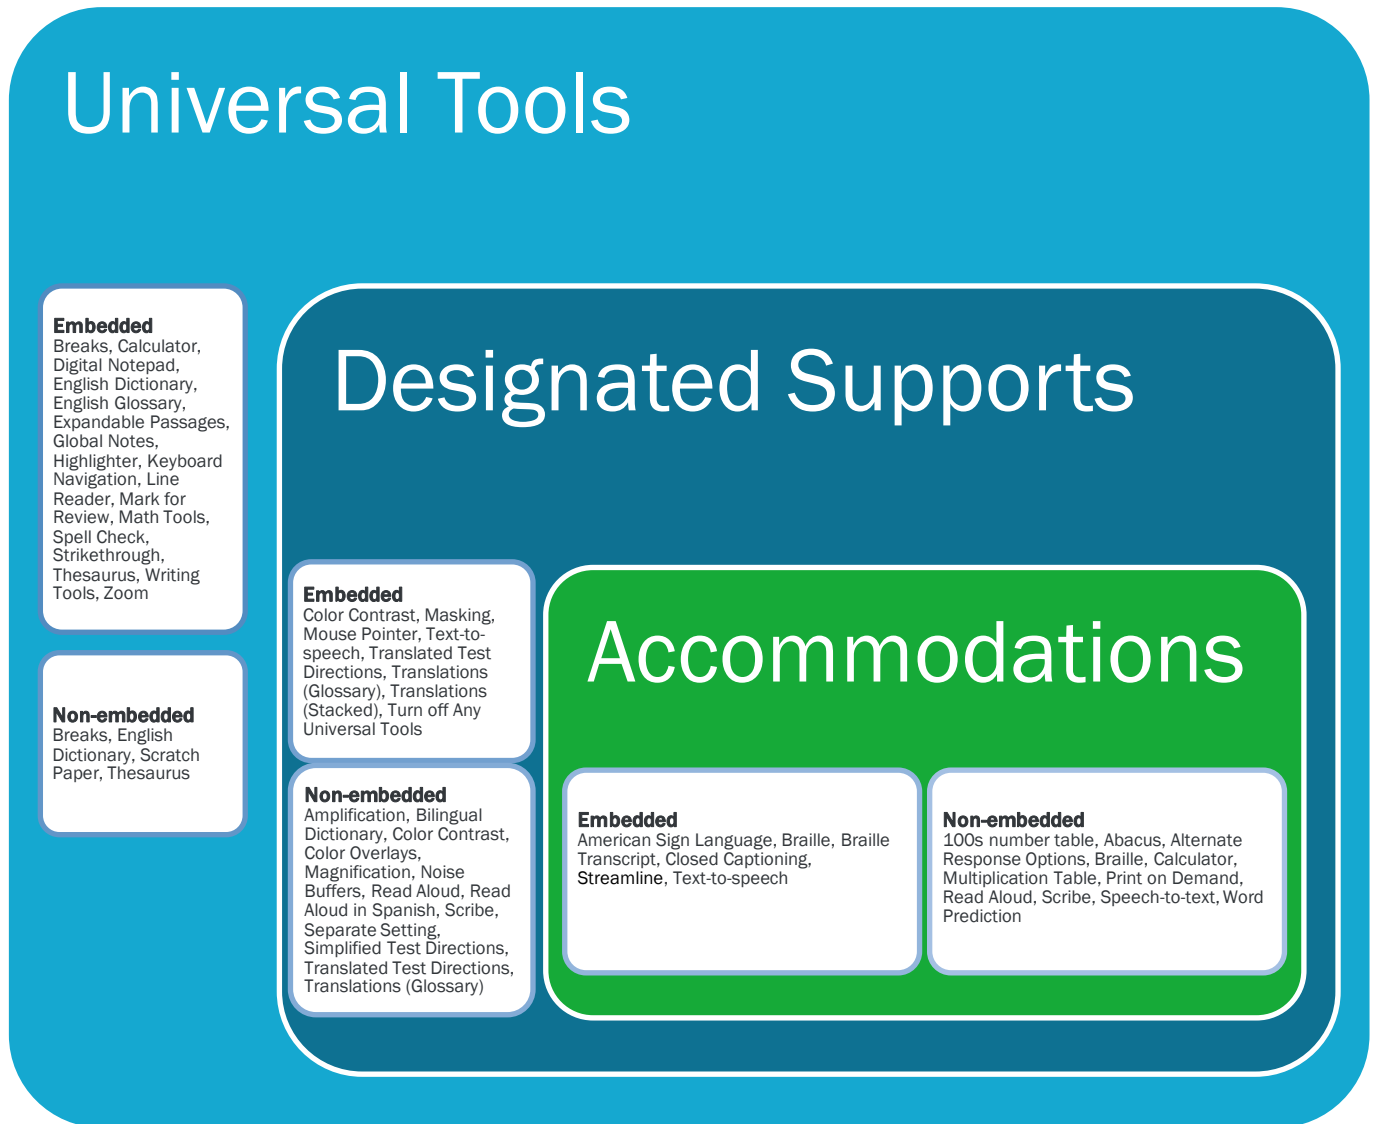 Universal Tools
Embedded
Breaks, Calculator,
Digital Notepad,
English Dictionary,
English Glossary,
Expandable Passages,
Global Notes,
Highlighter, Keyboard
Navigation, Line
Reader, Mark for
Review, Math Tools,
Spell Check,
Strikethrough,
Thesaurus, Writing
Tools, Zoom
Non-embedded
Breaks, English
Dictionary, Scratch
Paper, Thesaurus
Designated Supports
Embedded
Color Contrast, Masking,
Mouse Pointer, Text-to-
speech, Translated Test
Directions, Translations
(Glossary), Translations
(Stacked), Turn off Any
Universal Tools
Non-embedded
Amplification, Bilingual
Dictionary, Color Contrast,
Color Overlays,
Magnification, Noise
Buffers, Read Aloud, Read
Aloud in Spanish, Scribe,
Separate Setting,
Simplified Test Directions,
Translated Test Directions,
Translations (Glossary)
Accommodations
Embedded
American Sign Language, Braille, Braille
Transcript, Closed Captioning,
Streamline, Text-to-speech
Non-embedded
100s number table, Abacus, Alternate
Response Options, Braille, Calculator,
Multiplication Table, Print on Demand,
Read Aloud, Scribe, Speech-to-text, Word
Prediction